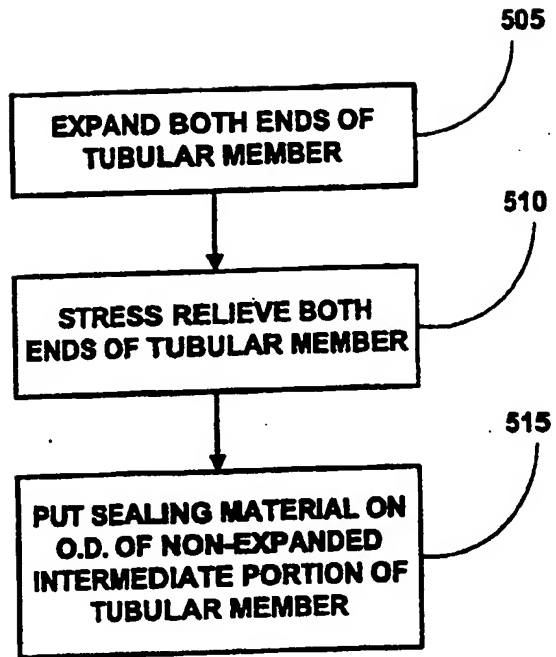 505
EXPAND BOTH ENDS OF
TUBULAR MEMBER
510
STRESS RELIEVE BOTH
ENDS OF TUBULAR MEMBER
515
PUT SEALING MATERIAL ON
O.D. OF NON-EXPANDED
INTERMEDIATE PORTION OF
TUBULAR MEMBER